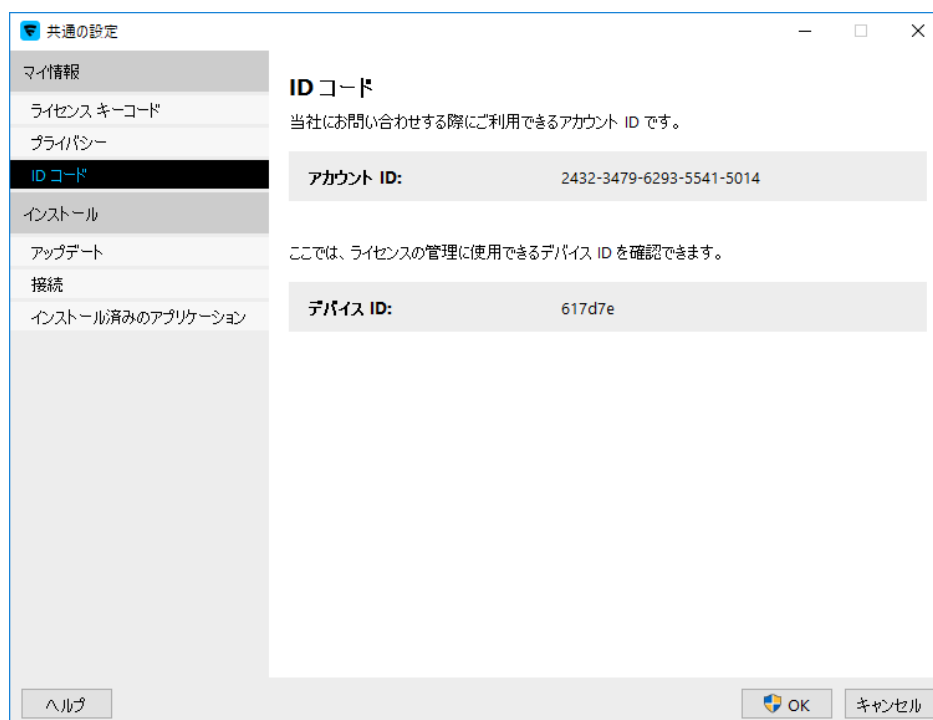 共通の設定
マイ情報
ライセンス キーコード
プライバシー
ID コード
インストール
アップデート
接続
インストール済みのアプリケーション
ID コード
当社にお問い合わせする際にご利用できるアカウント ID です。
アカウント ID: 2432-3479-6293-5541-5014
ここでは、ライセンスの管理に使用できるデバイス ID を確認できます。
デバイス ID: 617d7e
ヘルプ
OK
キャンセル